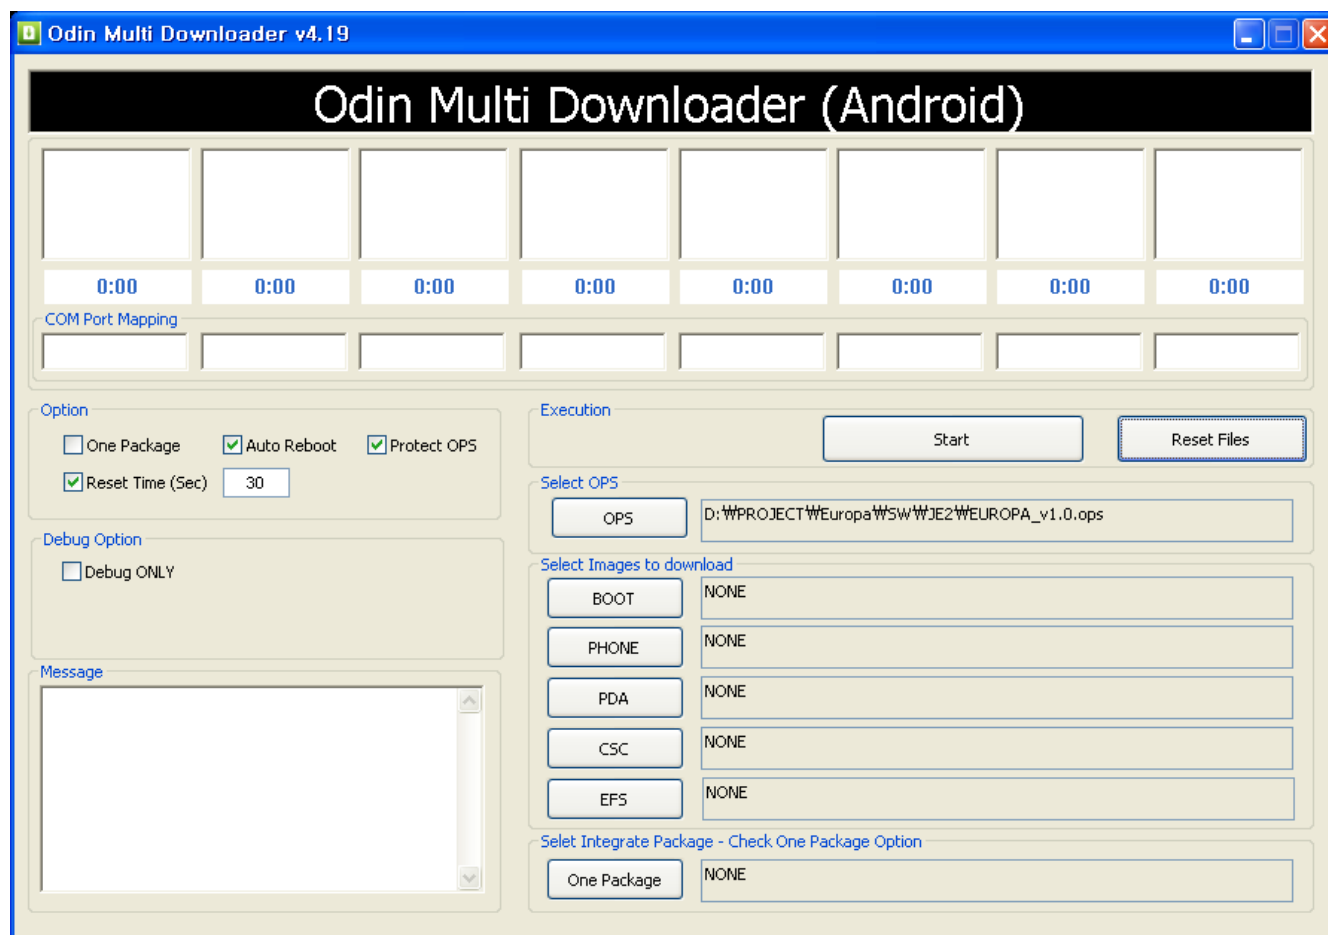 Odin Multi Downloader v4.19
Odin Multi Downloader (Android)
0:00 0:00 0:00 0:00 0:00 0:00 0:00 0:00
COM Port Mapping
Option
One Package Auto Reboot Protect OPS
Reset Time (Sec) 30
Debug Option
Debug ONLY
Message
Execution
Start Reset Files
Select OPS
OPS D:₩PROJECT₩Europa₩SW₩JE2₩EUROPA_v1.0.ops
Select Images to download
BOOT NONE
PHONE NONE
PDA NONE
CSC NONE
EFS NONE
Selet Integrate Package - Check One Package Option
One Package NONE